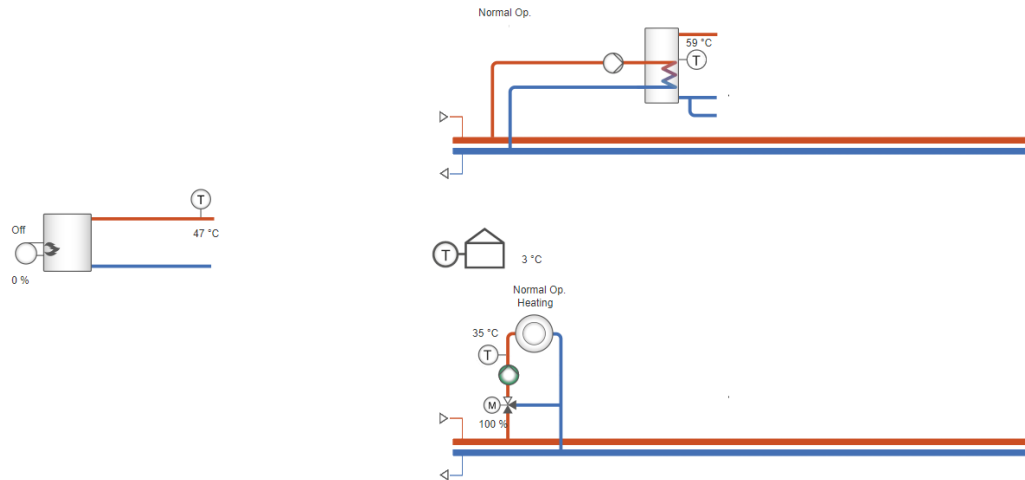 Normal Op.
59 °C
T
T
47 °C
Off
0 %
T
3 °C
Normal Op.
Heating
35 °C
T
M
100 %